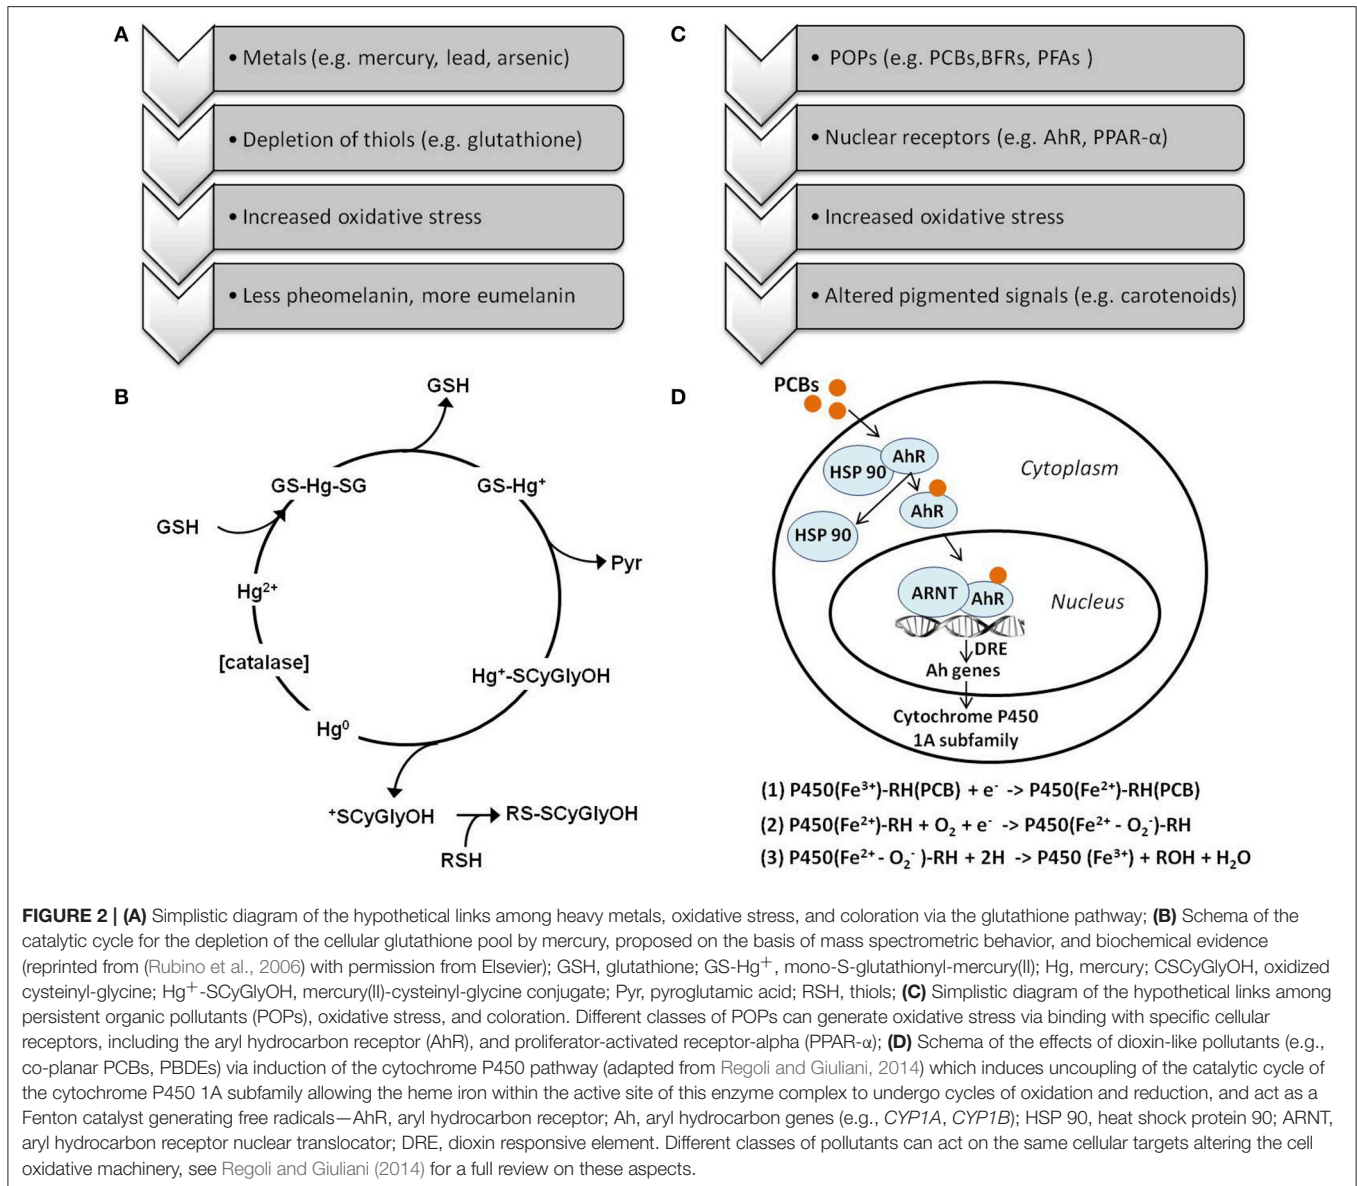 A
• Metals (e.g. mercury, lead, arsenic)
• Depletion of thiols (e.g. glutathione)
• Increased oxidative stress
• Less pheomelanin, more eumelanin
C
• POPs (e.g. PCBs,BFRs, PFAs )
• Nuclear receptors (e.g. AhR, PPAR-α)
• Increased oxidative stress
• Altered pigmented signals (e.g. carotenoids)
B
GSH
GS-Hg-SG
GS-Hg⁺
GSH
Pyr
Hg²⁺
[catalase]
Hg⁺-SCyGlyOH
Hg⁰
⁺SCyGlyOH
RS-SCyGlyOH
RSH
D
PCBs
AhR
HSP 90
Cytoplasm
AhR
HSP 90
ARNT
AhR
Nucleus
DRE
Ah genes
Cytochrome P450
1A subfamily
(1) P450(Fe³⁺)-RH(PCB) + e⁻ -> P450(Fe²⁺)-RH(PCB)
(2) P450(Fe²⁺)-RH + O₂ + e⁻ -> P450(Fe²⁺ - O₂⁻)-RH
(3) P450(Fe²⁺ - O₂⁻ )-RH + 2H -> P450 (Fe³⁺) + ROH + H₂O
FIGURE 2 | (A) Simplistic diagram of the hypothetical links among heavy metals, oxidative stress, and coloration via the glutathione pathway; (B) Schema of the
catalytic cycle for the depletion of the cellular glutathione pool by mercury, proposed on the basis of mass spectrometric behavior, and biochemical evidence
(reprinted from (Rubino et al., 2006) with permission from Elsevier); GSH, glutathione; GS-Hg⁺, mono-S-glutathionyl-mercury(II); Hg, mercury; CSCyGlyOH, oxidized
cysteinyl-glycine; Hg⁺-SCyGlyOH, mercury(II)-cysteinyl-glycine conjugate; Pyr, pyroglutamic acid; RSH, thiols; (C) Simplistic diagram of the hypothetical links among
persistent organic pollutants (POPs), oxidative stress, and coloration. Different classes of POPs can generate oxidative stress via binding with specific cellular
receptors, including the aryl hydrocarbon receptor (AhR), and proliferator-activated receptor-alpha (PPAR-α); (D) Schema of the effects of dioxin-like pollutants (e.g.,
co-planar PCBs, PBDEs) via induction of the cytochrome P450 pathway (adapted from Regoli and Giuliani, 2014) which induces uncoupling of the catalytic cycle of
the cytochrome P450 1A subfamily allowing the heme iron within the active site of this enzyme complex to undergo cycles of oxidation and reduction, and act as a
Fenton catalyst generating free radicals—AhR, aryl hydrocarbon receptor; Ah, aryl hydrocarbon genes (e.g., CYP1A, CYP1B); HSP 90, heat shock protein 90; ARNT,
aryl hydrocarbon receptor nuclear translocator; DRE, dioxin responsive element. Different classes of pollutants can act on the same cellular targets altering the cell
oxidative machinery, see Regoli and Giuliani (2014) for a full review on these aspects.